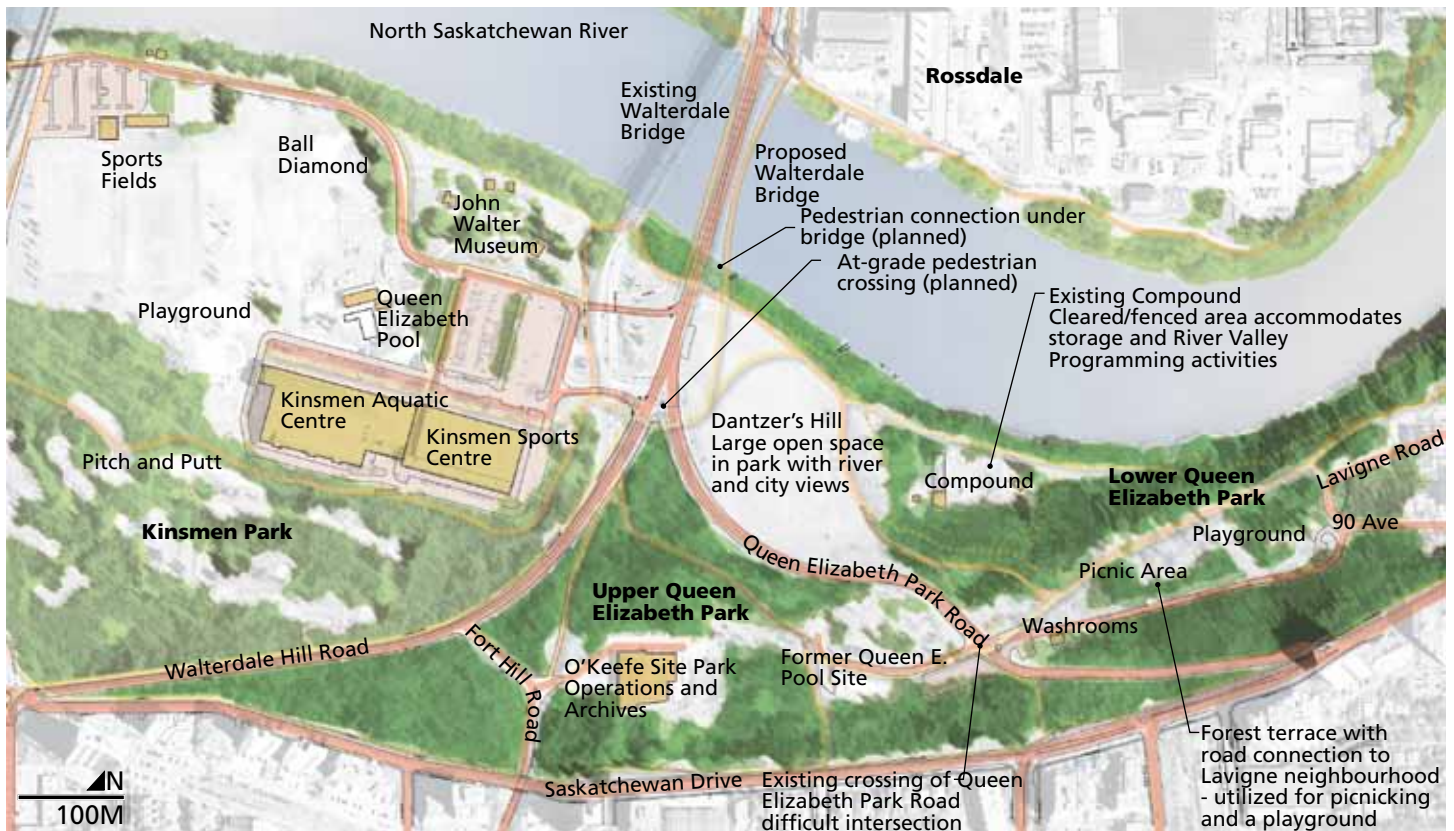 North Saskatchewan River
Rossdale
Existing
Walterdale
Bridge
Sports
Fields
Ball
Diamond
Proposed
Walterdale
Bridge
John
Walter
Museum
Pedestrian connection under
bridge (planned)
At-grade pedestrian
crossing (planned)
Playground
Queen
Elizabeth
Pool
Existing Compound
Cleared/fenced area accommodates
storage and River Valley
Programming activities
Kinsmen Aquatic
Centre
Kinsmen Sports
Centre
Dantzer's Hill
Large open space
in park with river
and city views
Pitch and Putt
Compound
Lower Queen
Elizabeth Park
Lavigne Road
90 Ave
Kinsmen Park
Playground
Queen Elizabeth Park Road
Picnic Area
Upper Queen
Elizabeth Park
Washrooms
Walterdale Hill Road
Fort Hill Road
O'Keefe Site Park
Operations and
Archives
Former Queen E.
Pool Site
Forest terrace with
road connection to
Lavigne neighbourhood
- utilized for picnicking
and a playground
Saskatchewan Drive
Existing crossing of Queen
Elizabeth Park Road
difficult intersection
N
100M